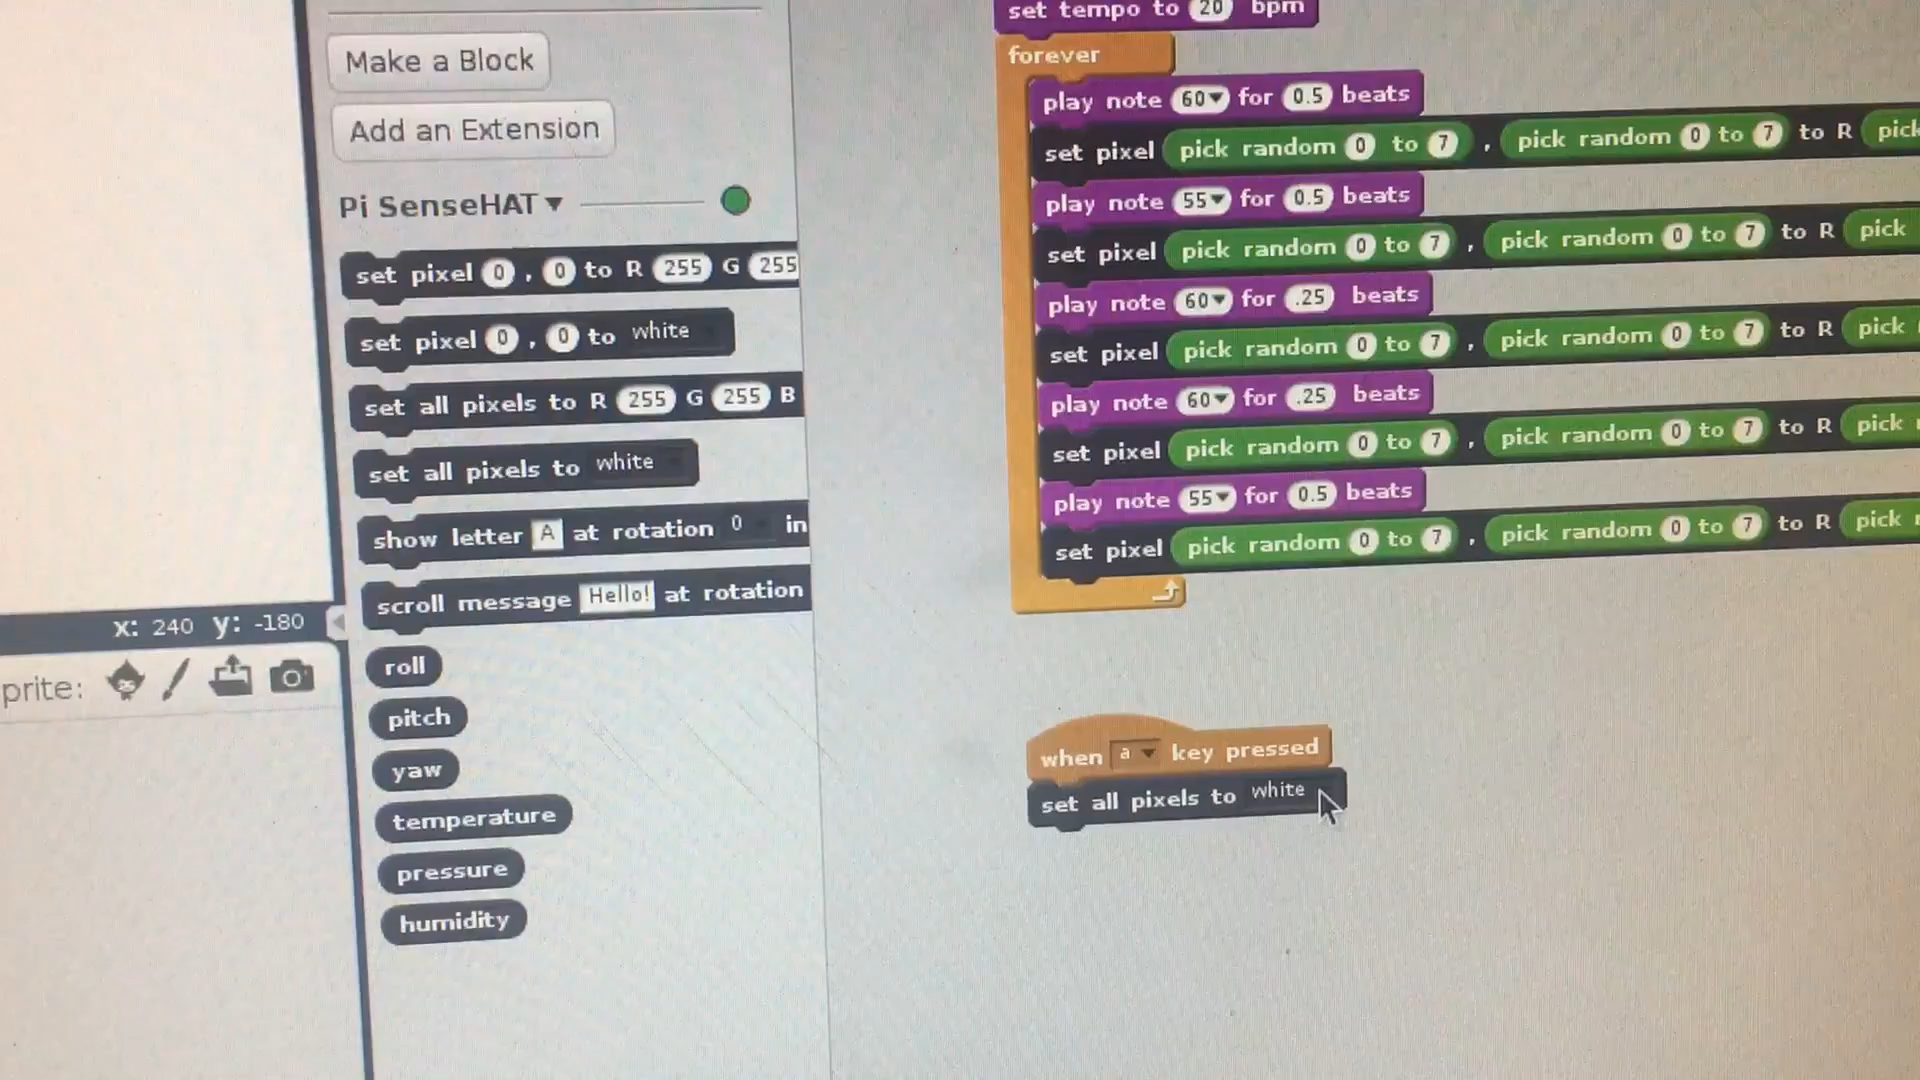 Make a Block
Add an Extension
Pi SenseHAT
set pixel 0 , 0 to R 255 G 255
set pixel 0 , 0 to white
set all pixels to R 255 G 255 B
set all pixels to white
show letter A at rotation 0 in
scroll message Hello! at rotation
roll
pitch
yaw
temperature
pressure
humidity
x: 240 y: -180
prite:
set tempo to 20 bpm
forever
play note 60 for 0.5 beats
set pixel pick random 0 to 7 , pick random 0 to 7 to R pick
play note 55 for 0.5 beats
set pixel pick random 0 to 7 , pick random 0 to 7 to R pick
play note 60 for .25 beats
set pixel pick random 0 to 7 , pick random 0 to 7 to R pick
play note 60 for .25 beats
set pixel pick random 0 to 7 , pick random 0 to 7 to R pick
play note 55 for 0.5 beats
set pixel pick random 0 to 7 , pick random 0 to 7 to R pick
when a key pressed
set all pixels to white